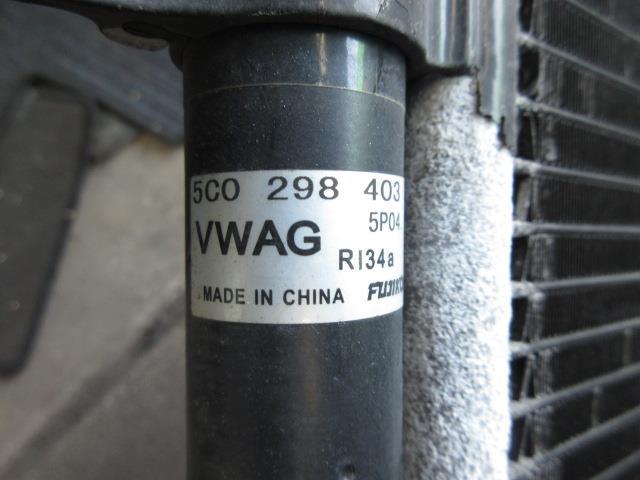 5C0 298 403
5P04
VWAG
R134a
MADE IN CHINA